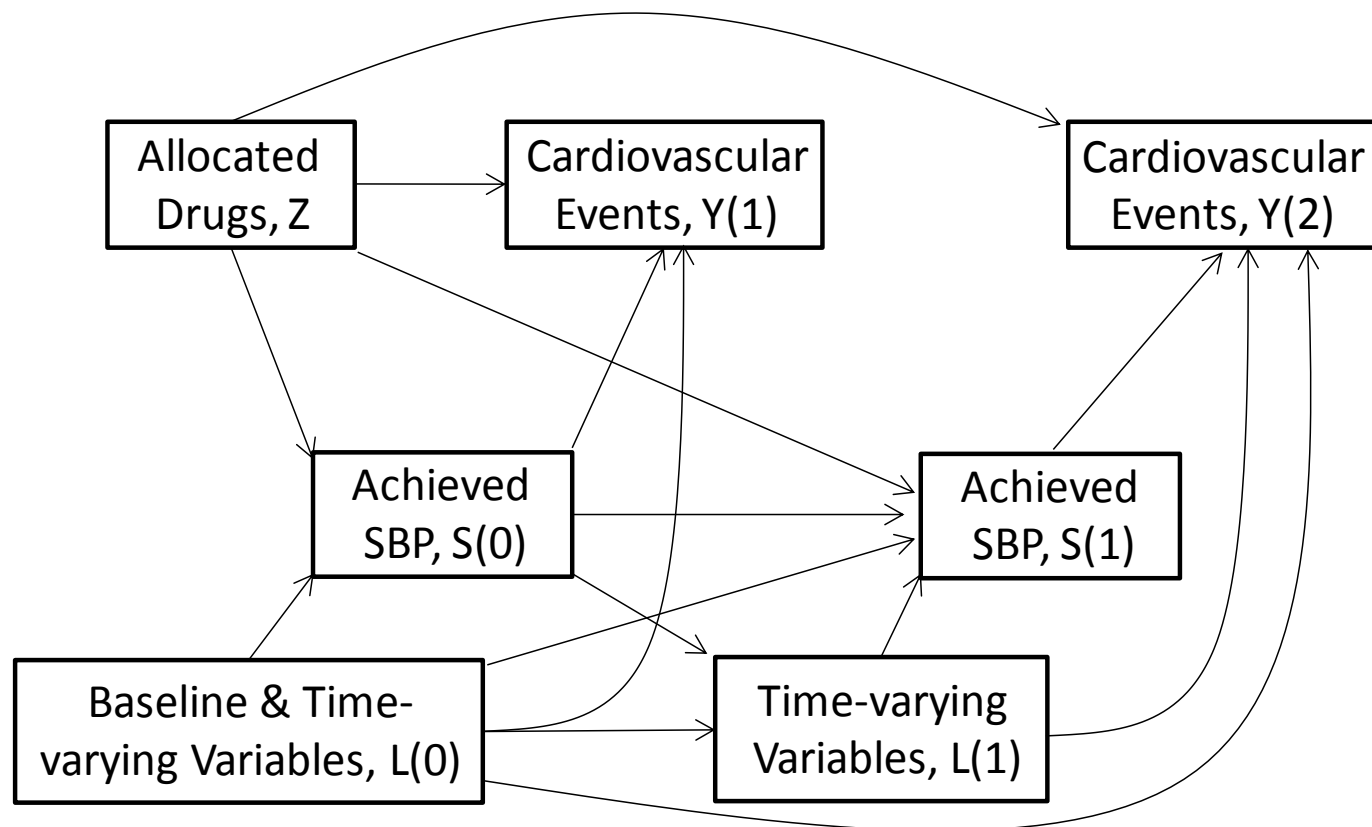 Allocated
Drugs, Z
Cardiovascular
Events, Y(1)
Cardiovascular
Events, Y(2)
Achieved
SBP, S(0)
Achieved
SBP, S(1)
Baseline & Time-
varying Variables, L(0)
Time-varying
Variables, L(1)